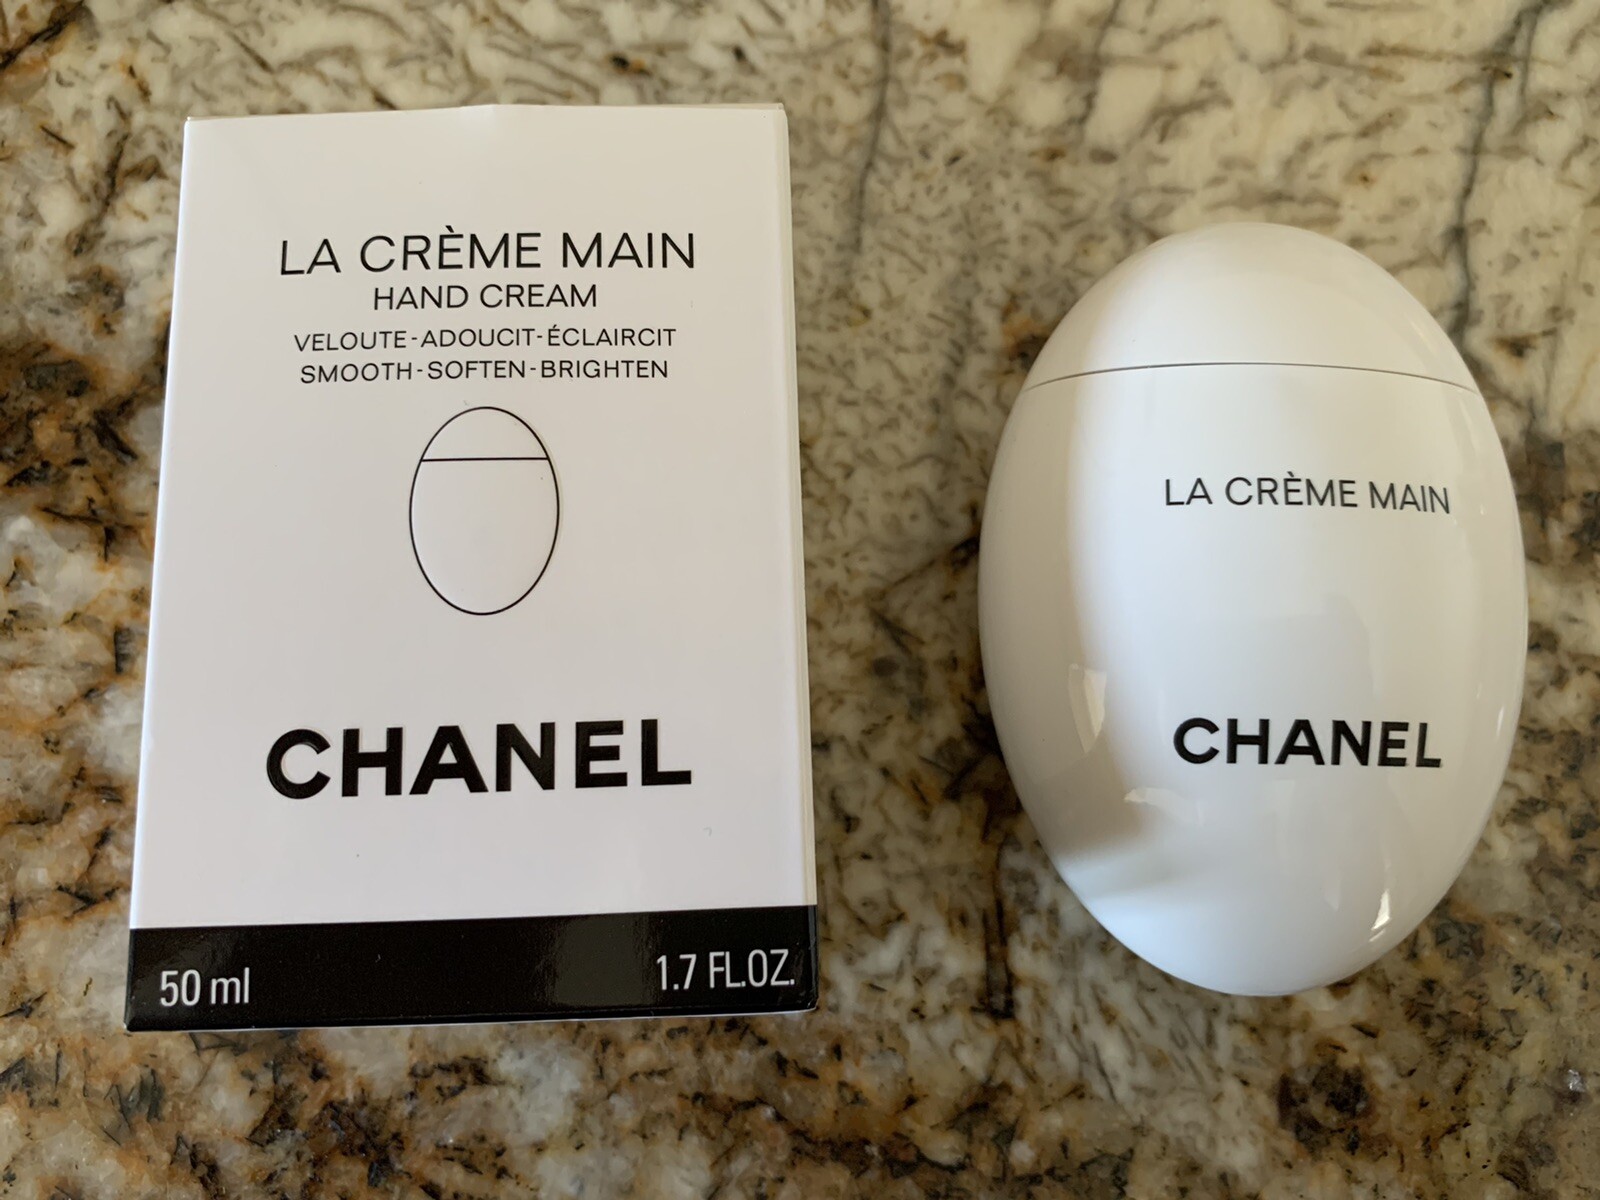 LA CRÈME MAIN
HAND CREAM
VELOUTE-ADOUCIT-ÉCLAIRCIT
SMOOTH-SOFTEN-BRIGHTEN
CHANEL
50 ml 1.7 FL.OZ.
LA CRÈME MAIN
CHANEL